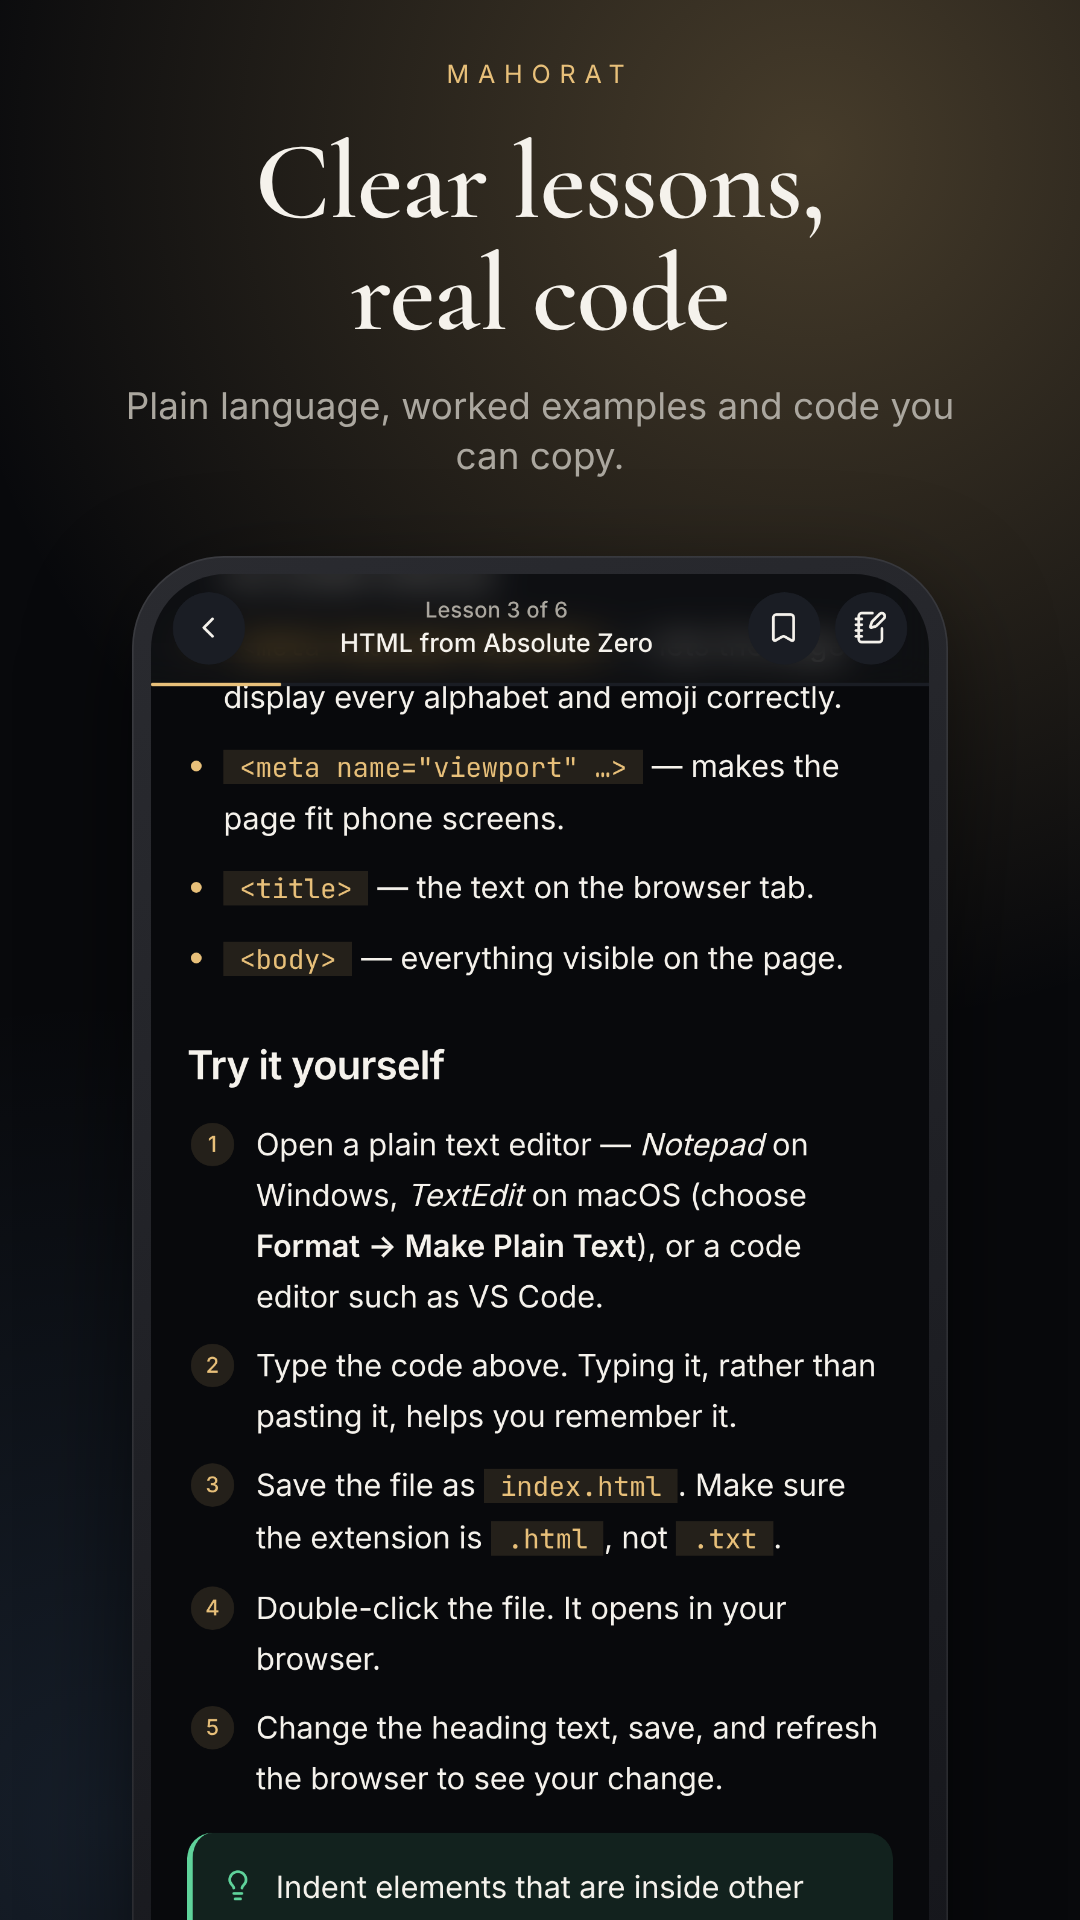 MAHORAT
Clear lessons,
real code
Plain language, worked examples and code you
can copy.
Lesson 3 of 6
HTML from Absolute Zero
display every alphabet and emoji correctly.
• <meta name="viewport" …> — makes the
page fit phone screens.
• <title> — the text on the browser tab.
• <body> — everything visible on the page.
Try it yourself
1 Open a plain text editor — Notepad on
Windows, TextEdit on macOS (choose
Format → Make Plain Text), or a code
editor such as VS Code.
2 Type the code above. Typing it, rather than
pasting it, helps you remember it.
3 Save the file as index.html. Make sure
the extension is .html, not .txt.
4 Double-click the file. It opens in your
browser.
5 Change the heading text, save, and refresh
the browser to see your change.
Indent elements that are inside other